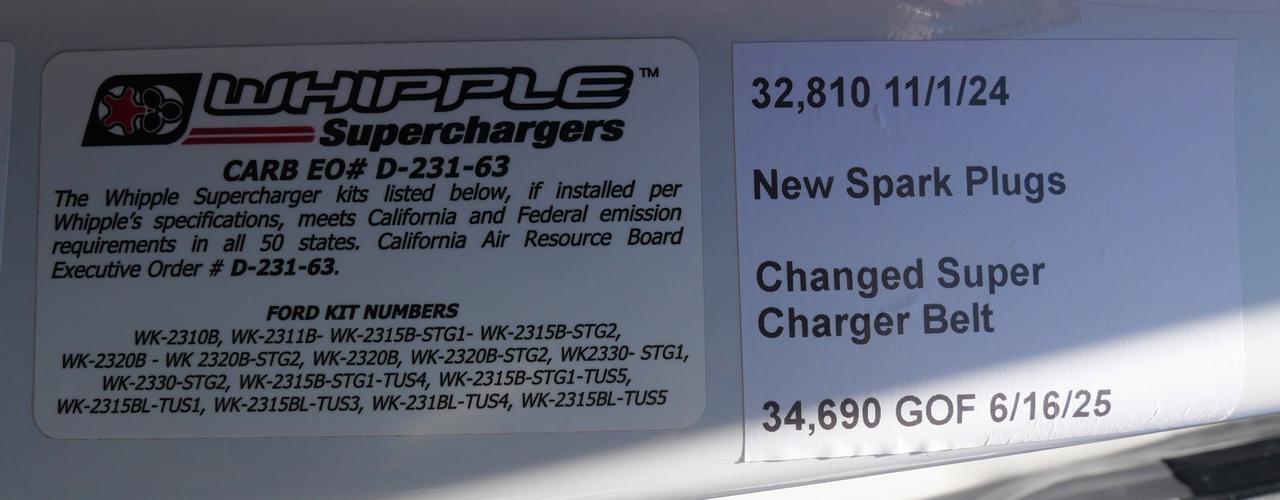 WHIPPLE™
Superchargers
CARB EO# D-231-63
The Whipple Supercharger kits listed below, if installed per
Whipple's specifications, meets California and Federal emission
requirements in all 50 states. California Air Resource Board
Executive Order # D-231-63.
FORD KIT NUMBERS
WK-2310B, WK-2311B- WK-2315B-STG1- WK-2315B-STG2,
WK-2320B - WK 2320B-STG2, WK-2320B, WK-2320B-STG2, WK2330- STG1,
WK-2330-STG2, WK-2315B-STG1-TUS4, WK-2315B-STG1-TUS5,
WK-2315BL-TUS1, WK-2315BL-TUS3, WK-231BL-TUS4, WK-2315BL-TUS5
32,810 11/1/24
New Spark Plugs
Changed Super
Charger Belt
34,690 GOF 6/16/25